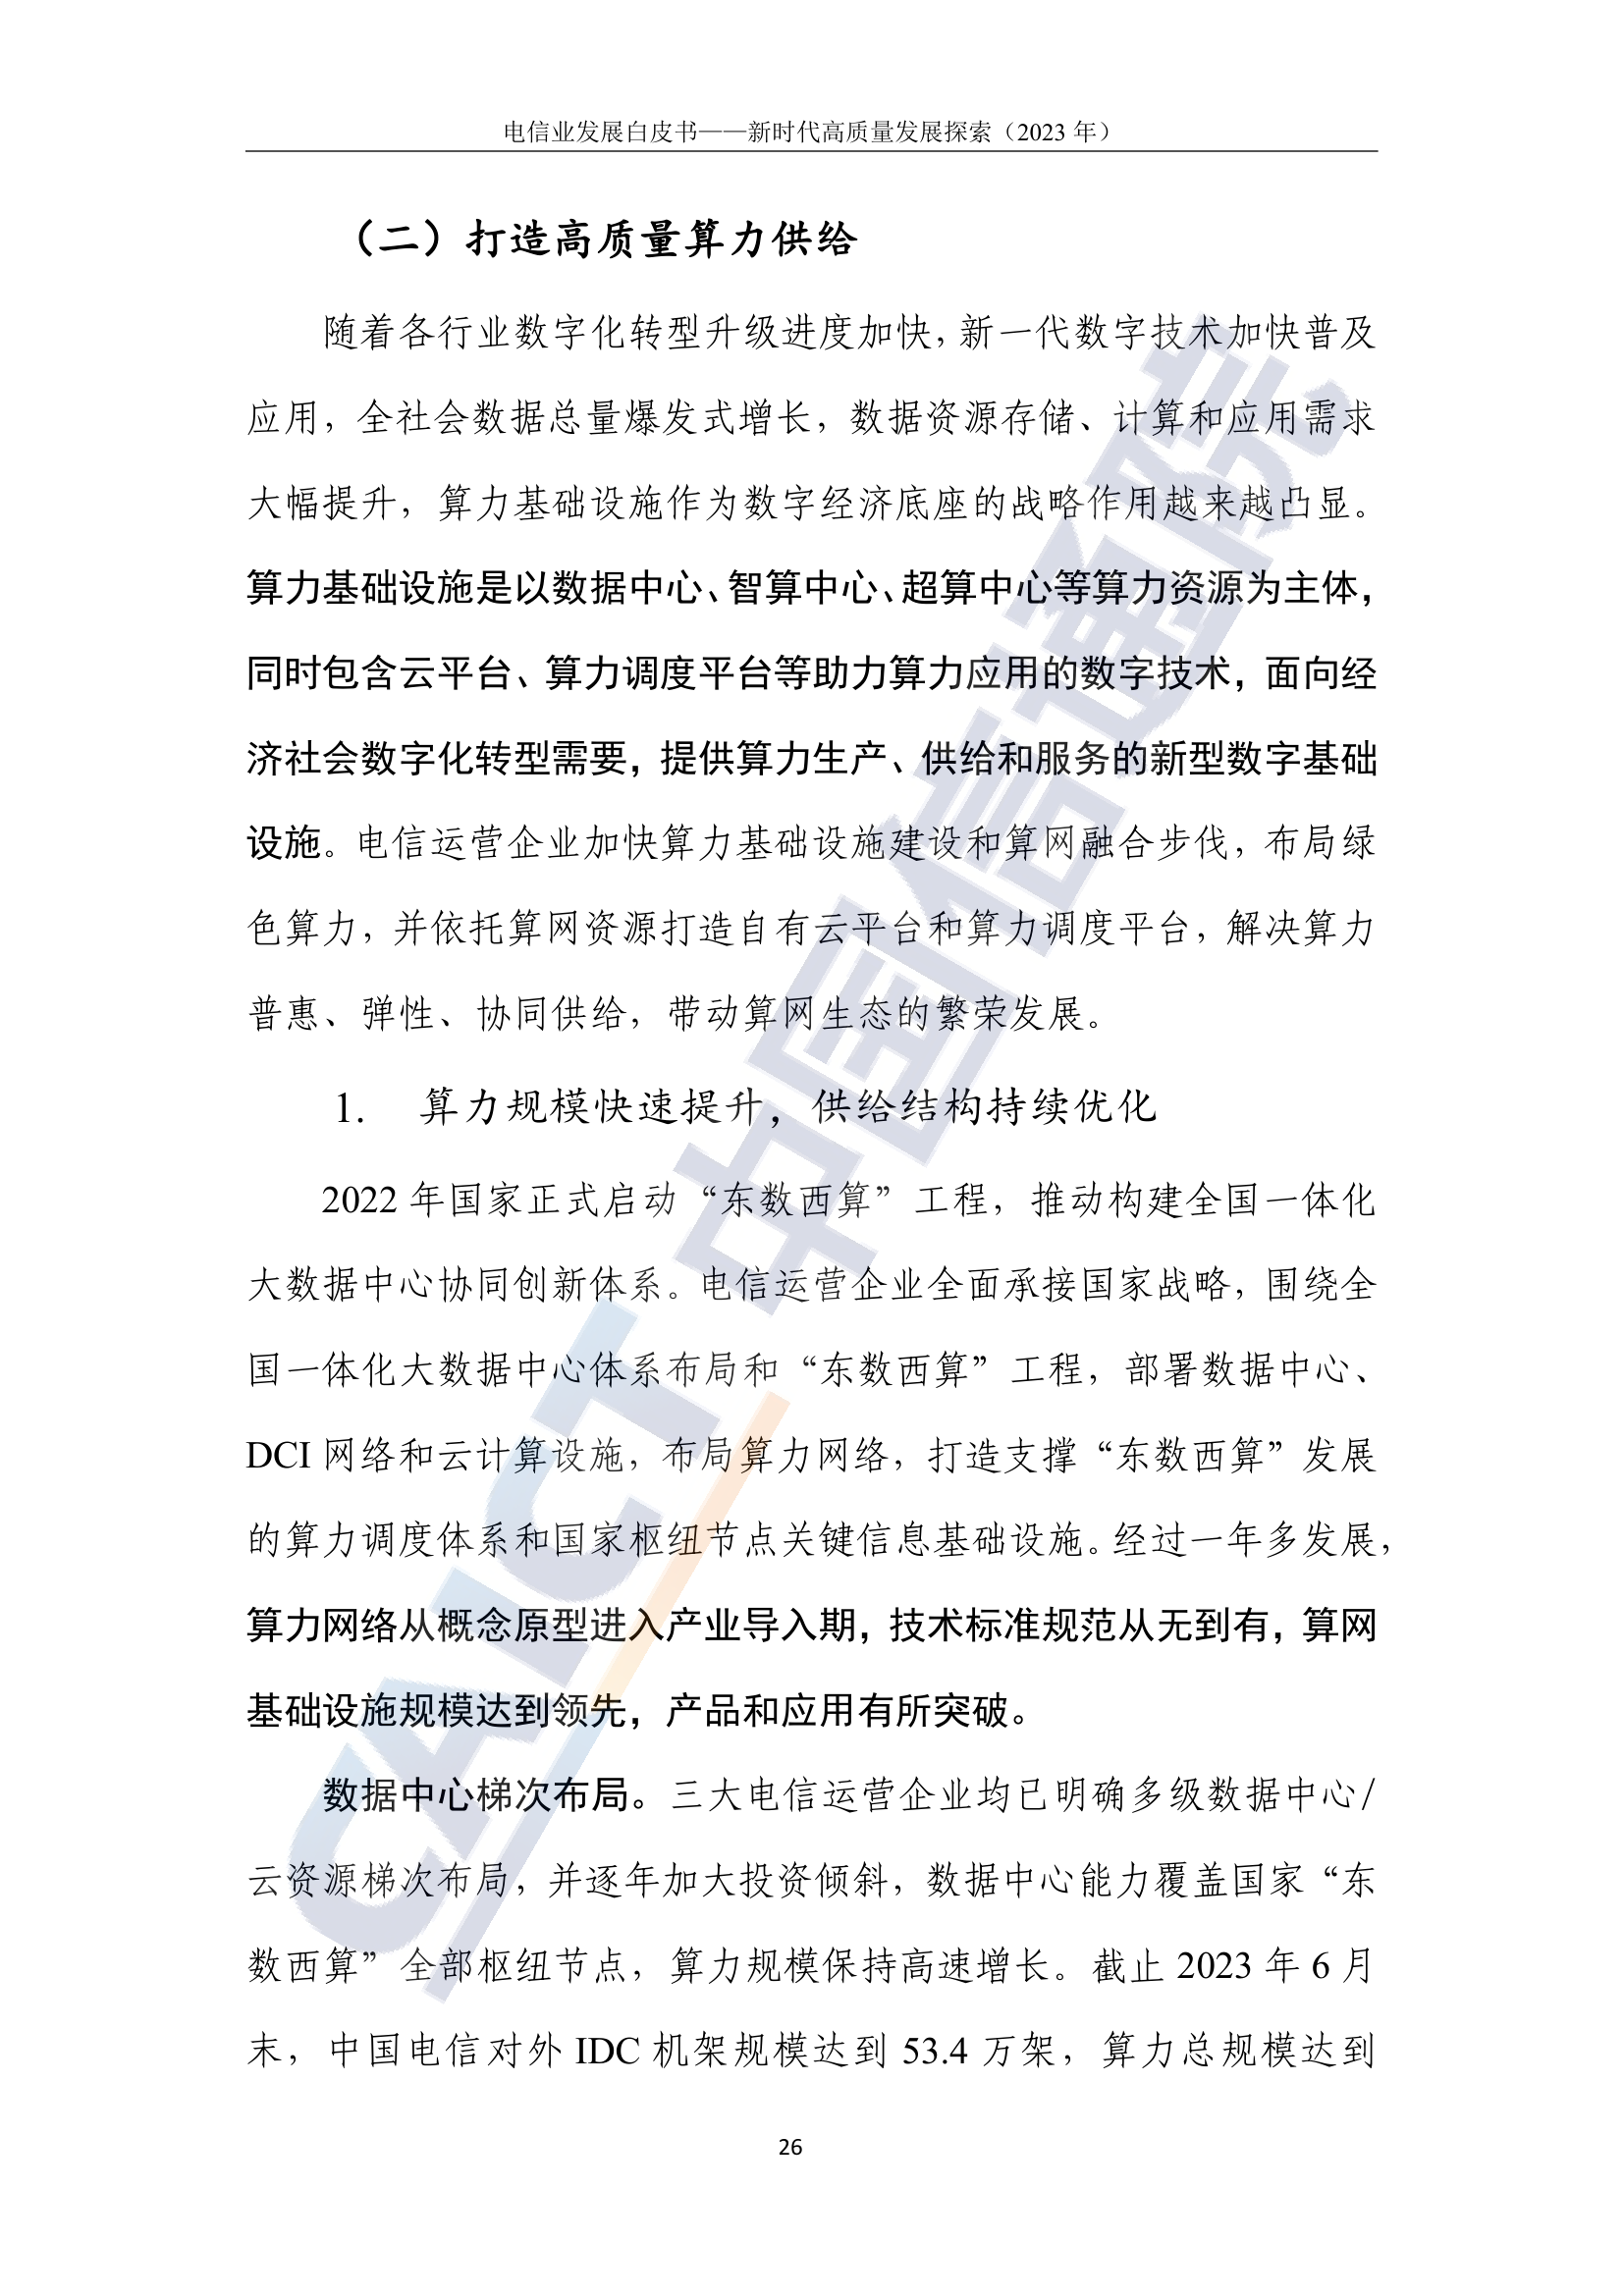 电信业发展白皮书——新时代高质量发展探索（2023 年）
（二）打造高质量算力供给
随着各行业数字化转型升级进度加快，新一代数字技术加快普及
应用，全社会数据总量爆发式增长，数据资源存储、计算和应用需求
大幅提升，算力基础设施作为数字经济底座的战略作用越来越凸显。
算力基础设施是以数据中心、智算中心、超算中心等算力资源为主体，
同时包含云平台、算力调度平台等助力算力应用的数字技术，面向经
济社会数字化转型需要，提供算力生产、供给和服务的新型数字基础
设施。电信运营企业加快算力基础设施建设和算网融合步伐，布局绿
色算力，并依托算网资源打造自有云平台和算力调度平台，解决算力
普惠、弹性、协同供给，带动算网生态的繁荣发展。
1. 算力规模快速提升，供给结构持续优化
2022 年国家正式启动“东数西算”工程，推动构建全国一体化
大数据中心协同创新体系。电信运营企业全面承接国家战略，围绕全
国一体化大数据中心体系布局和“东数西算”工程，部署数据中心、
DCI 网络和云计算设施，布局算力网络，打造支撑“东数西算”发展
的算力调度体系和国家枢纽节点关键信息基础设施。经过一年多发展，
算力网络从概念原型进入产业导入期，技术标准规范从无到有，算网
基础设施规模达到领先，产品和应用有所突破。
数据中心梯次布局。三大电信运营企业均已明确多级数据中心/
云资源梯次布局，并逐年加大投资倾斜，数据中心能力覆盖国家“东
数西算”全部枢纽节点，算力规模保持高速增长。截止 2023 年 6 月
末，中国电信对外 IDC 机架规模达到 53.4 万架，算力总规模达到
26
CAICT 中国信通院